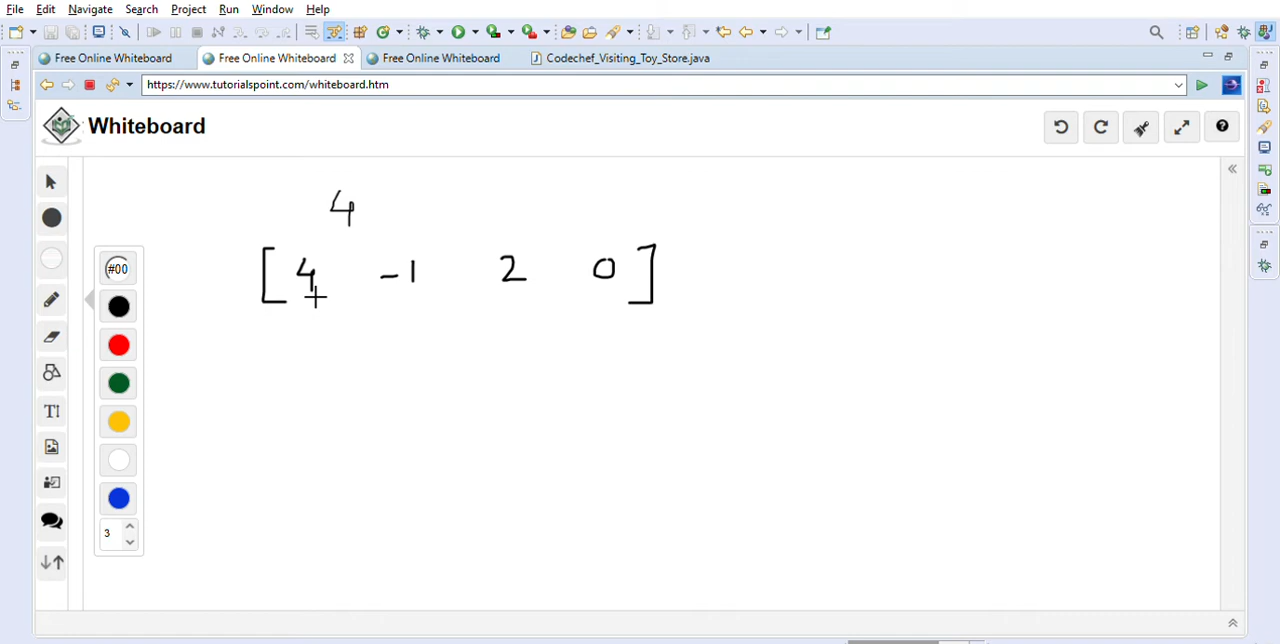 File Edit Navigate Search Project Run Window Help
Free Online Whiteboard Free Online Whiteboard Free Online Whiteboard Codechef_Visiting_Toy_Store.java
https://www.tutorialspoint.com/whiteboard.htm
Whiteboard
4
[ 4 -1 2 0 ]
#00
TI
3